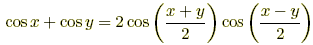 cos x + cos y = 2 cos ( (x + y) / 2 ) cos ( (x − y) / 2 )